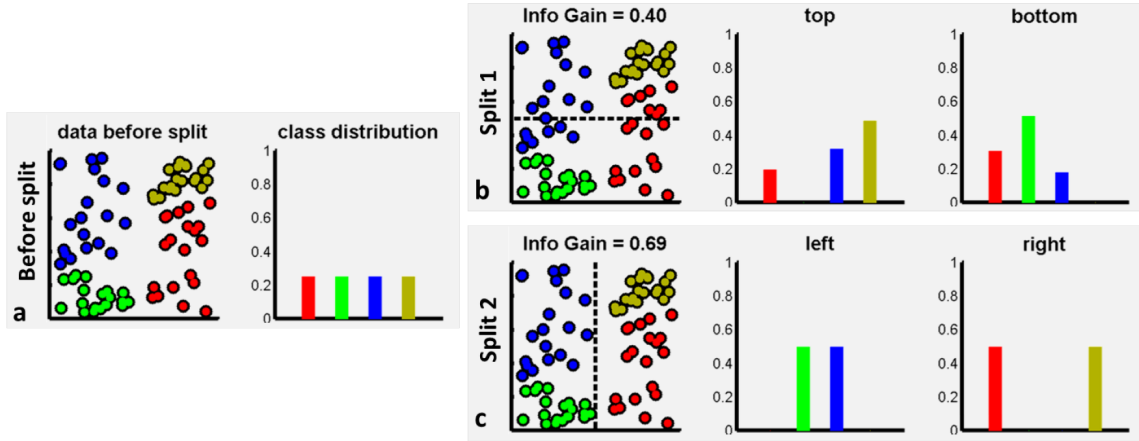 Before split
a
data before split
class distribution
1
0.8
0.6
0.4
0.2
0
Split 1
b
Info Gain = 0.40
top
1
0.8
0.6
0.4
0.2
0
bottom
1
0.8
0.6
0.4
0.2
0
Split 2
c
Info Gain = 0.69
left
1
0.8
0.6
0.4
0.2
0
right
1
0.8
0.6
0.4
0.2
0